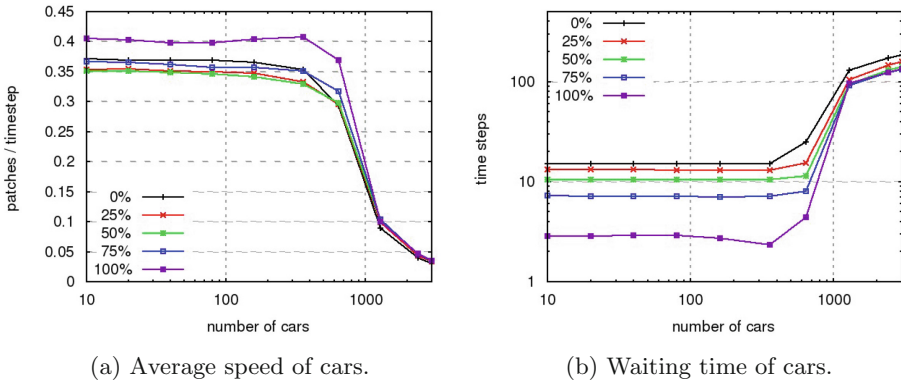 0.45
0.4
0.35
0.3
0.25
0.2
0.15
0.1
0.05
0
patches / timestep
0%
25%
50%
75%
100%
10 100 1000
number of cars
(a) Average speed of cars.
100
10
1
time steps
0%
25%
50%
75%
100%
10 100 1000
number of cars
(b) Waiting time of cars.